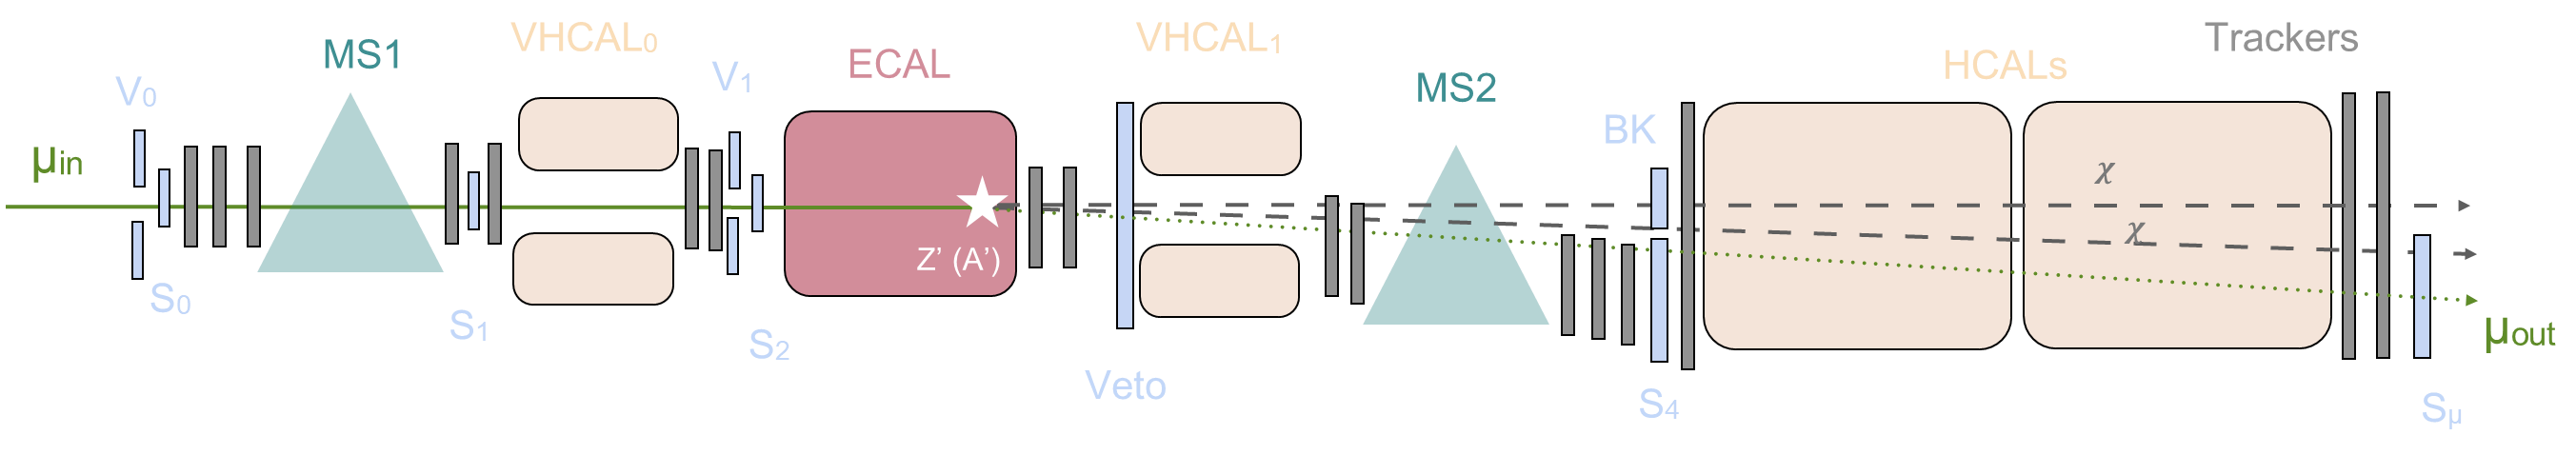 VHCAL₀
VHCAL₁
Trackers
MS1
ECAL
HCALs
V₀
V₁
MS2
BK
μin
χ
χ
Z’ (A’)
S₀
S₁
S₂
μout
Veto
S₄
Sμ